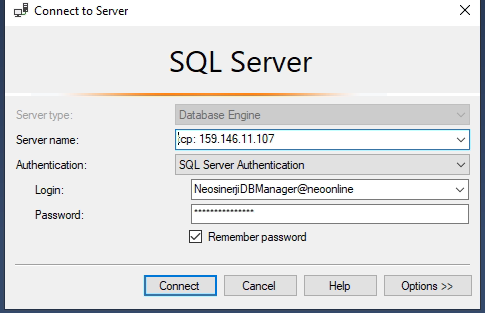 Connect to Server
SQL Server
Server type: Database Engine
Server name: tcp: 159.146.11.107
Authentication: SQL Server Authentication
Login: NeosinerjiDBManager@neoonline
Password: ***************
Remember password
Connect Cancel Help Options >>